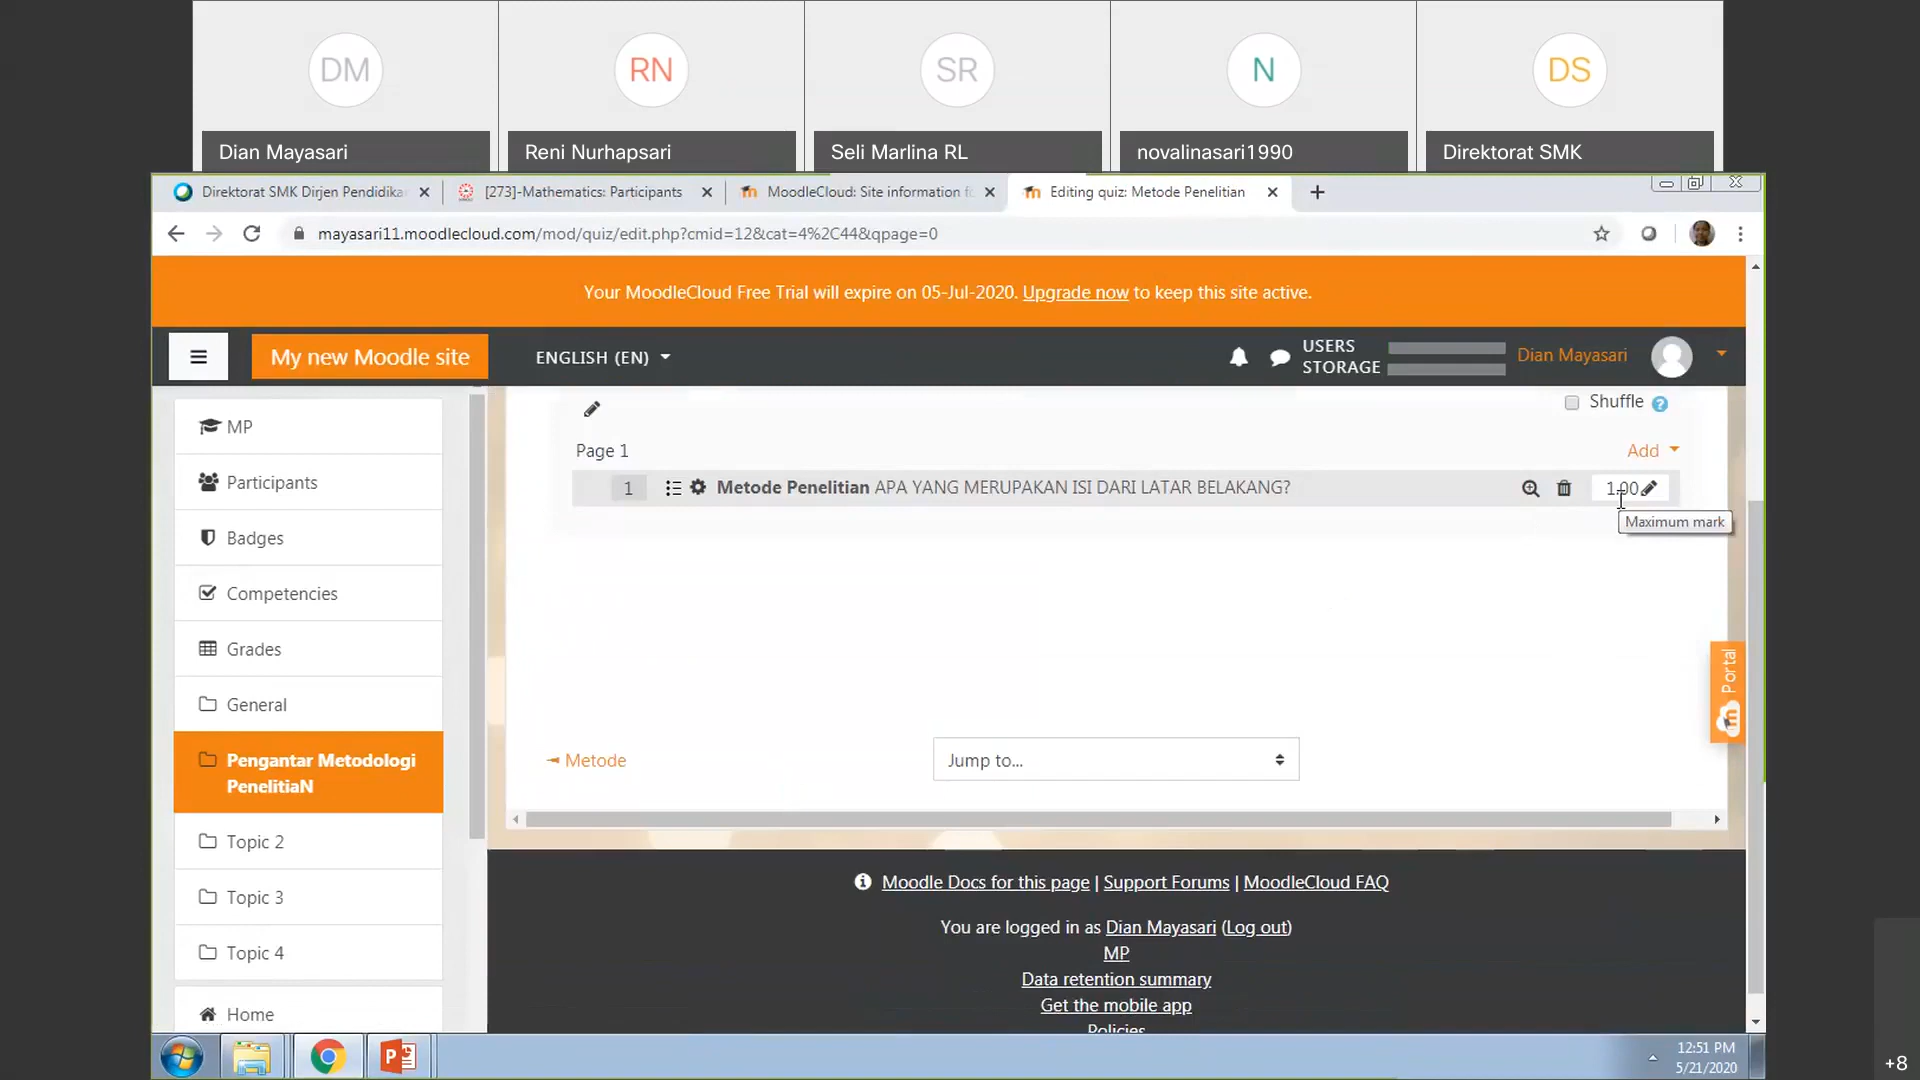 DM
RN
SR
N
DS
Dian Mayasari
Reni Nurhapsari
Seli Marlina RL
novalinasari1990
Direktorat SMK
Direktorat SMK Dirjen Pendidika
[273]-Mathematics: Participants
MoodleCloud: Site information f
Editing quiz: Metode Penelitian
mayasari11.moodlecloud.com/mod/quiz/edit.php?cmid=12&cat=4%2C44&qpage=0
Your MoodleCloud Free Trial will expire on 05-Jul-2020. Upgrade now to keep this site active.
My new Moodle site
ENGLISH (EN)
USERS
STORAGE
Dian Mayasari
MP
Participants
Badges
Competencies
Grades
General
Pengantar Metodologi
PenelitiaN
Topic 2
Topic 3
Topic 4
Home
Shuffle
Page 1
Add
1 Metode Penelitian APA YANG MERUPAKAN ISI DARI LATAR BELAKANG? 1.00
Maximum mark
Portal
◄ Metode
Jump to...
Moodle Docs for this page | Support Forums | MoodleCloud FAQ
You are logged in as Dian Mayasari (Log out)
MP
Data retention summary
Get the mobile app
Policies
12:51 PM
5/21/2020
+8